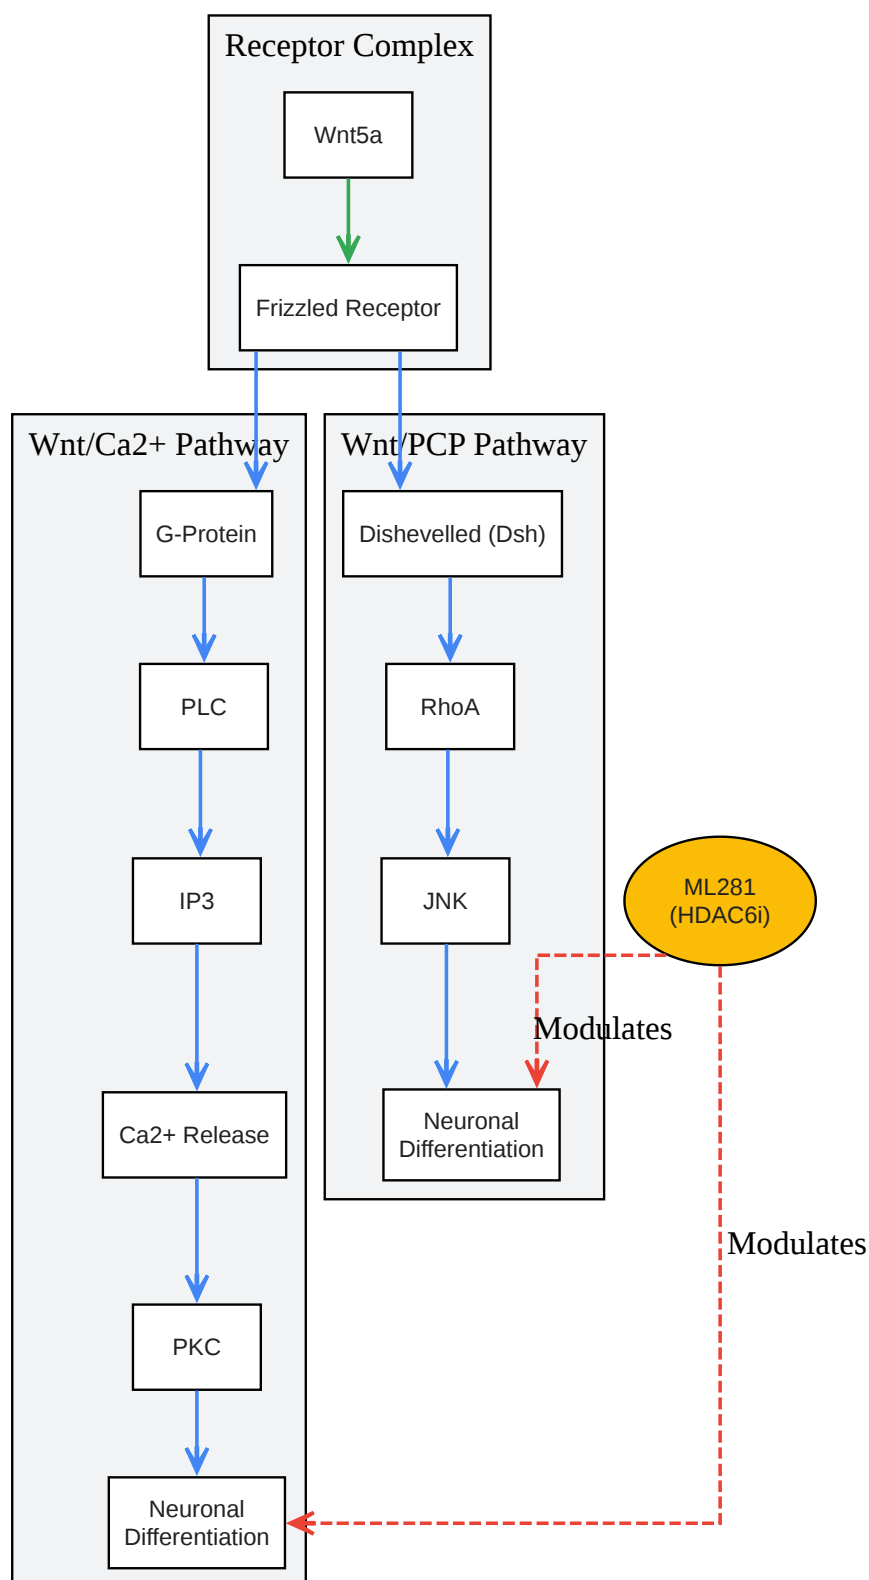 Receptor Complex
Wnt5a
Frizzled Receptor
Wnt/Ca2+ Pathway
G-Protein
PLC
IP3
Ca2+ Release
PKC
Neuronal
Differentiation
Wnt/PCP Pathway
Dishevelled (Dsh)
RhoA
JNK
Neuronal
Differentiation
ML281
(HDAC6i)
Modulates
Modulates